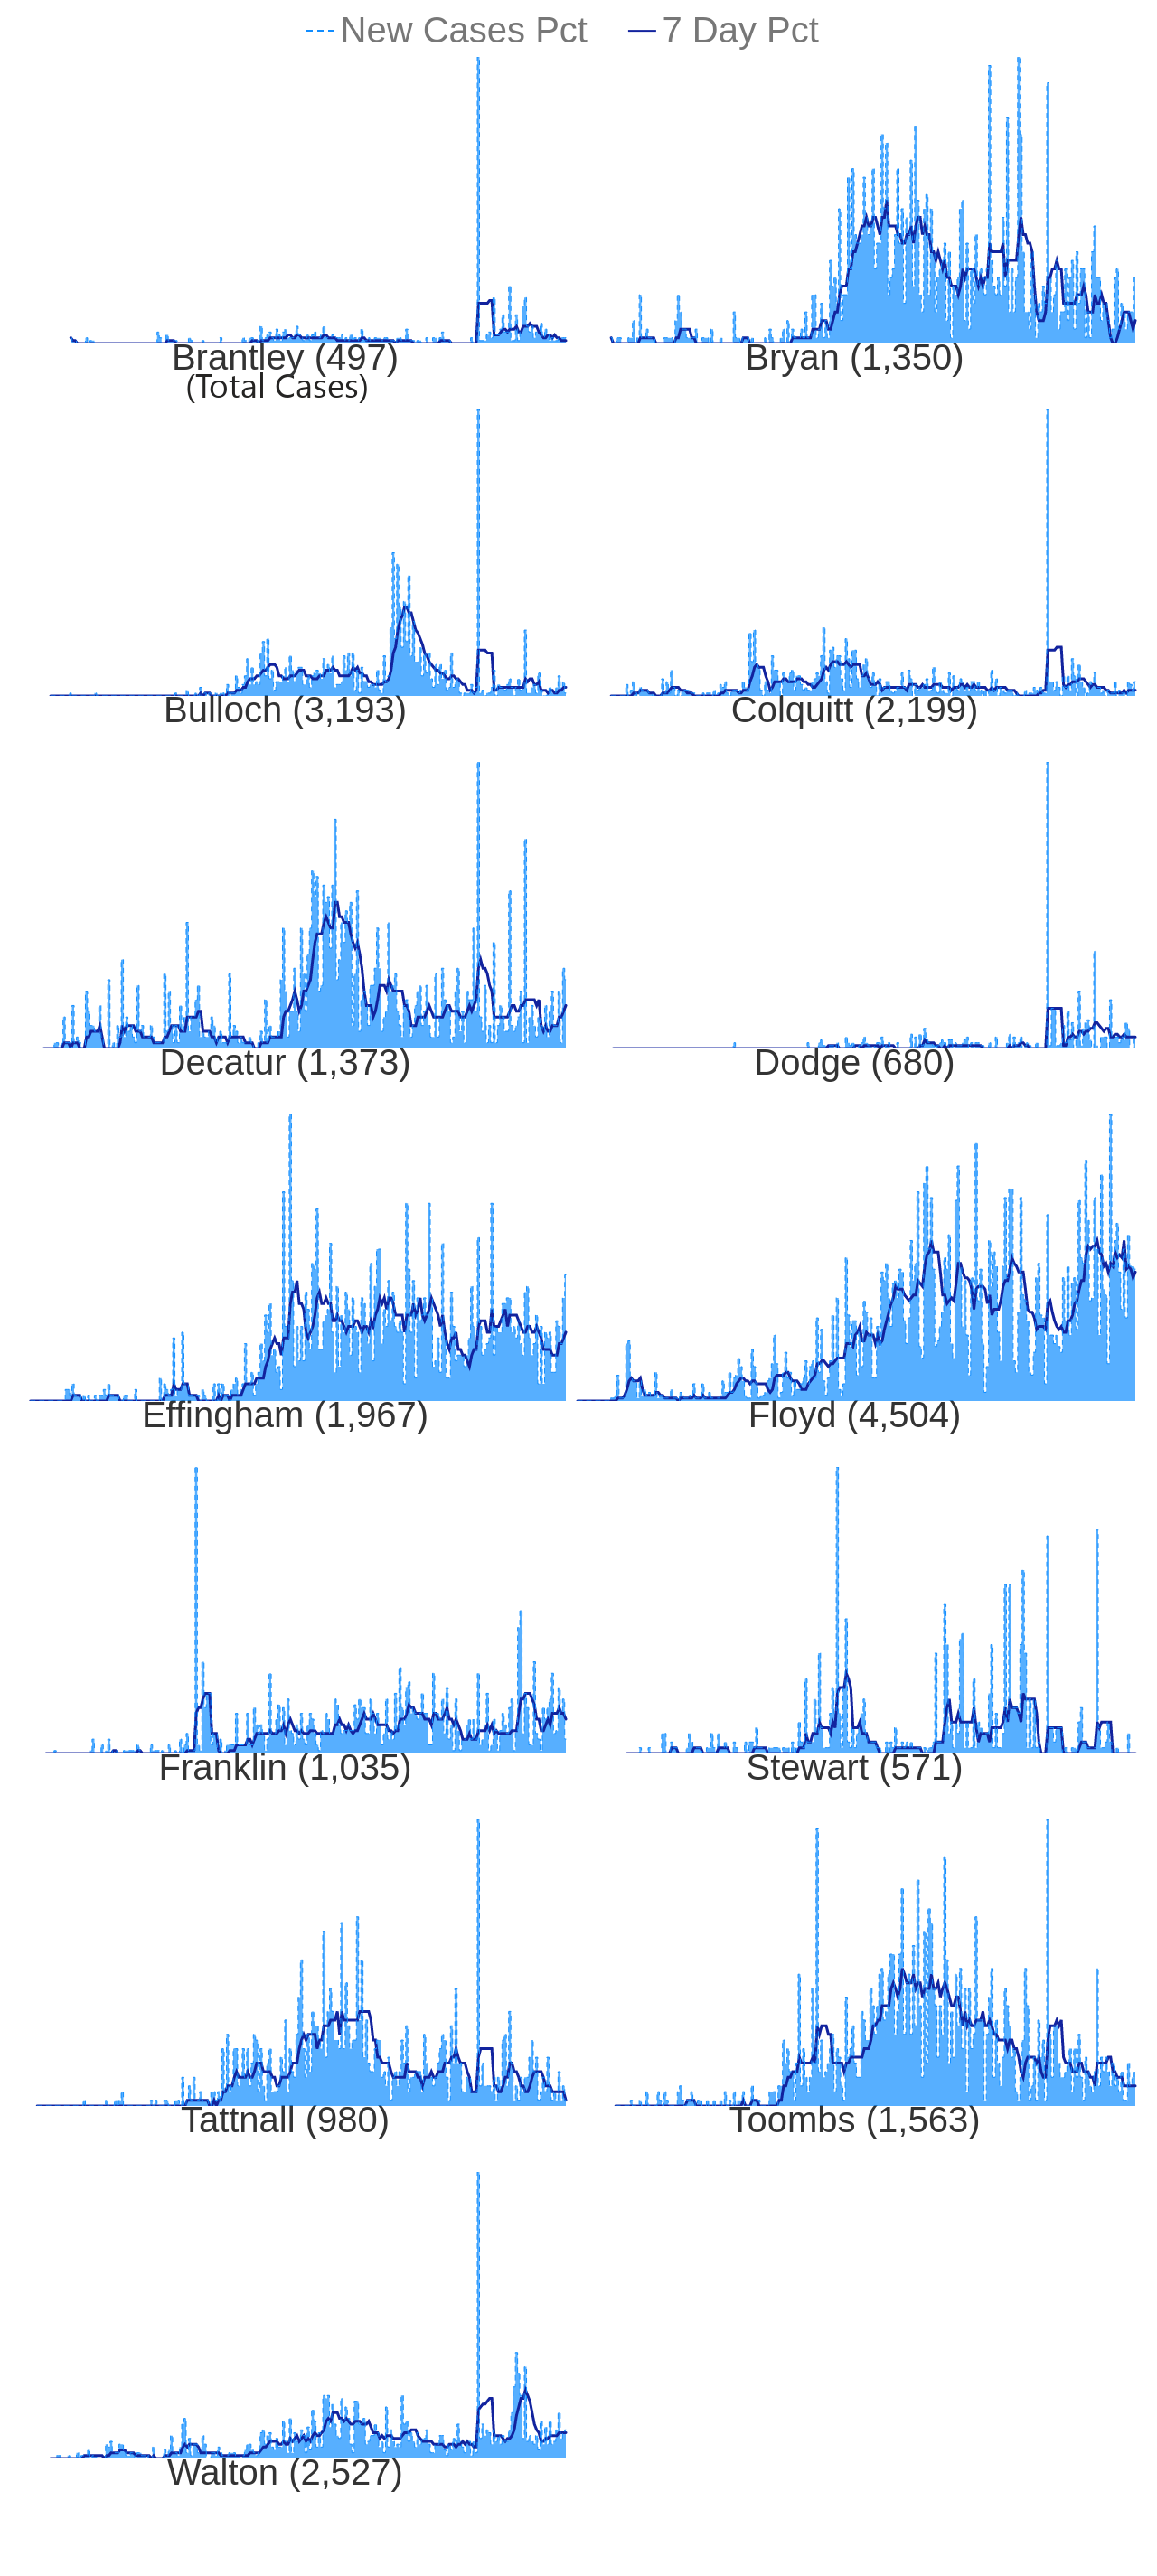 New Cases Pct 7 Day Pct
Brantley (497) Bryan (1,350)
(Total Cases)
Bulloch (3,193) Colquitt (2,199)
Decatur (1,373) Dodge (680)
Effingham (1,967) Floyd (4,504)
Franklin (1,035) Stewart (571)
Tattnall (980) Toombs (1,563)
Walton (2,527)